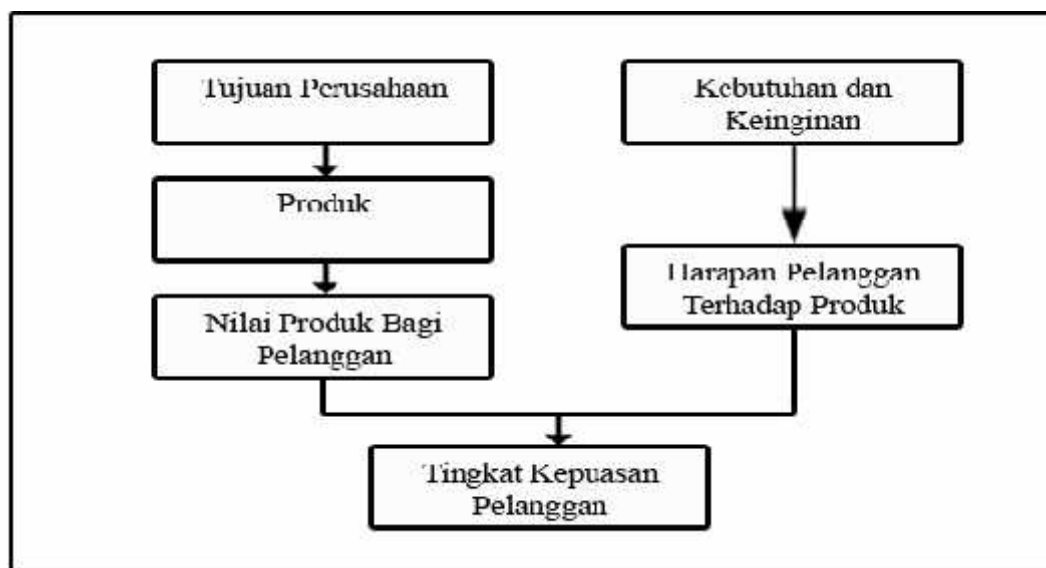 Tujuan Perusahaan
Kebutuhan dan
Keinginan
Produk
Harapan Pelanggan
Terhadap Produk
Nilai Produk Bagi
Pelanggan
Tingkat Kepuasan
Pelanggan